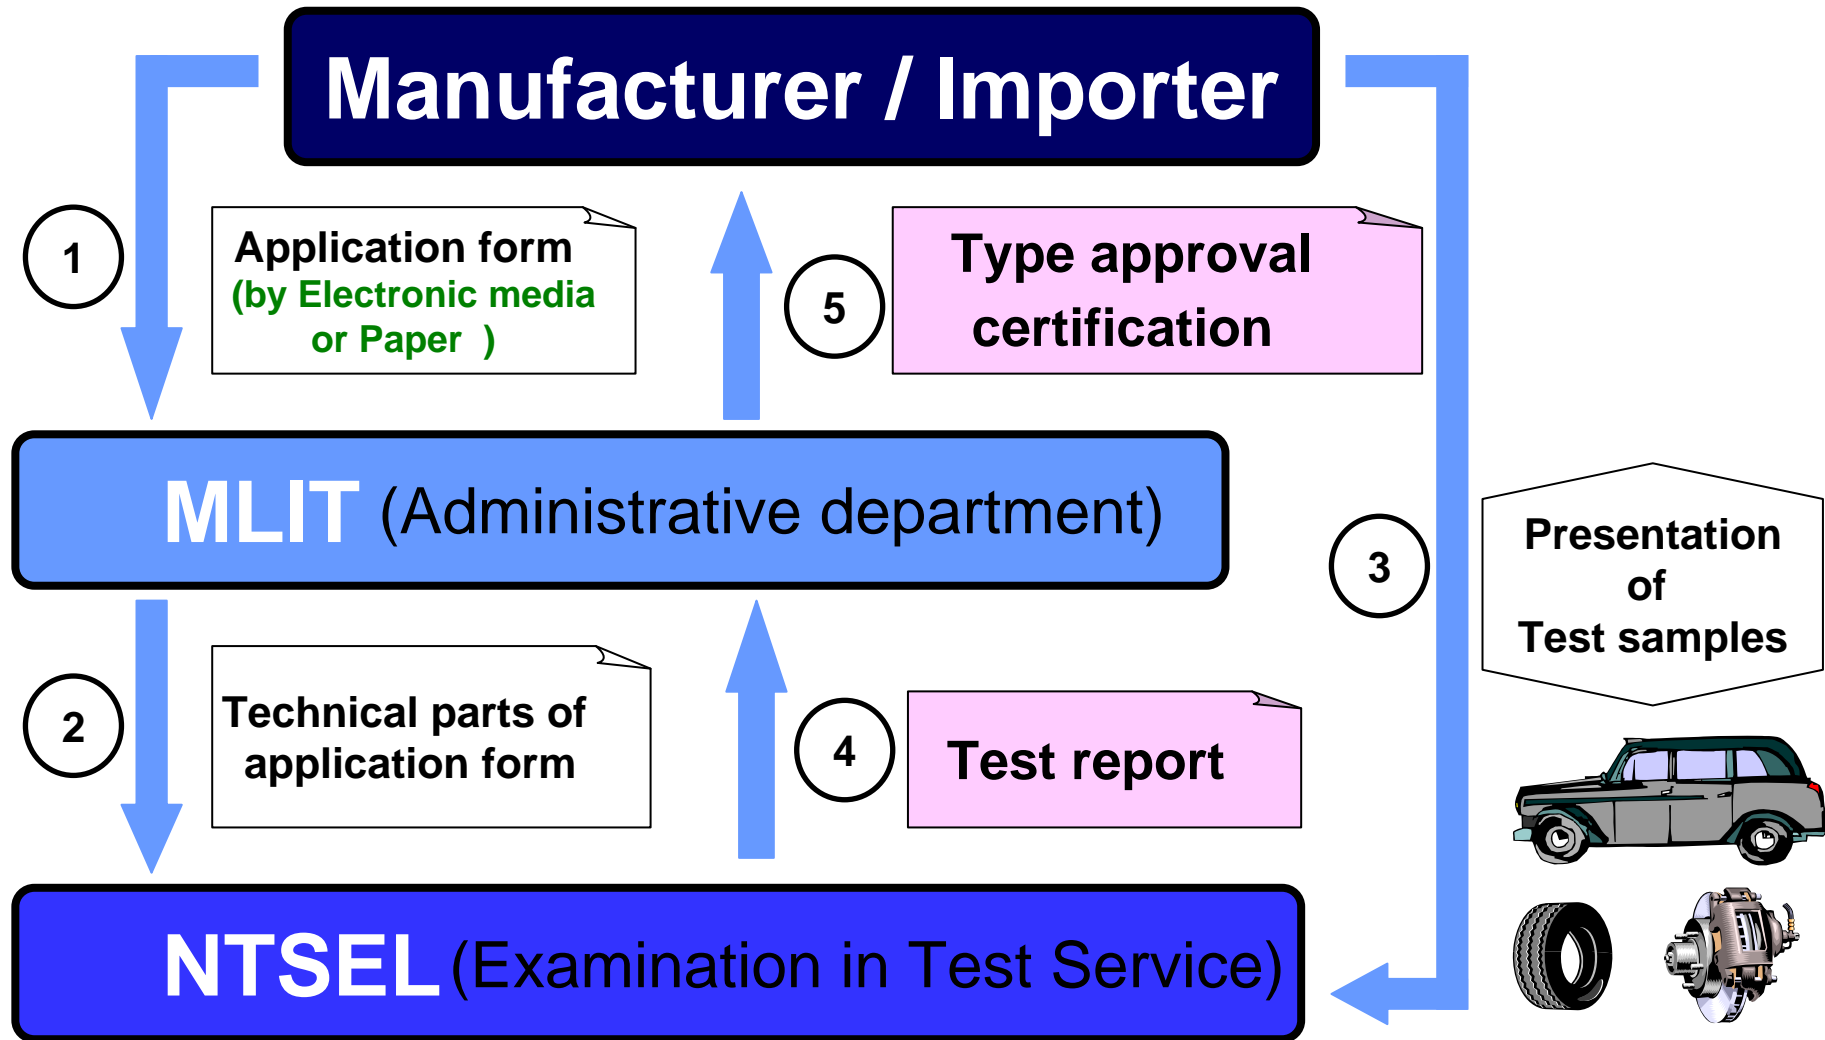 Manufacturer / Importer
1
Application form
(by Electronic media
or Paper )
5
Type approval
certification
MLIT (Administrative department)
3
Presentation
of
Test samples
2
Technical parts of
application form
4
Test report
NTSEL (Examination in Test Service)